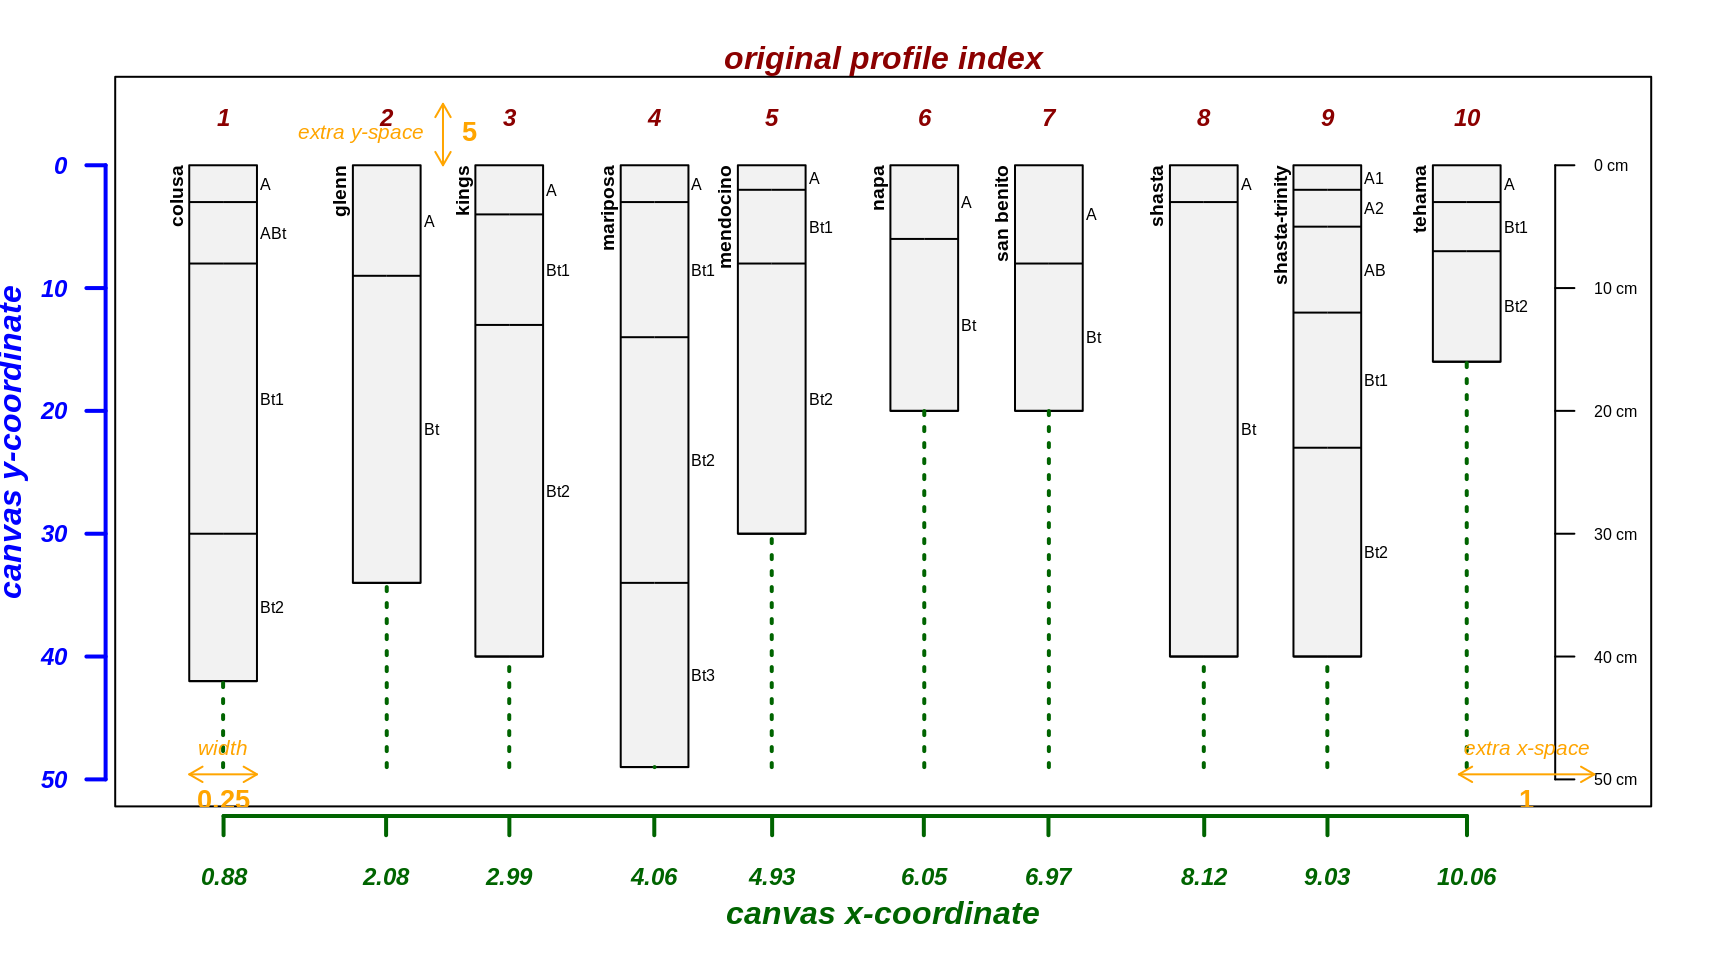 original profile index
1 2 3 4 5 6 7 8 9 10
extra y-space 5
canvas y-coordinate
0
10
20
30
40
50
colusa
A
ABt
Bt1
Bt2
glenn
A
Bt
kings
A
Bt1
Bt2
mariposa
A
Bt1
Bt2
Bt3
mendocino
A
Bt1
Bt2
napa
A
Bt
san benito
A
Bt
shasta
A
Bt
shasta-trinity
A1
A2
AB
Bt1
Bt2
tehama
A
Bt1
Bt2
0 cm
10 cm
20 cm
30 cm
40 cm
50 cm
width
0.25
extra x-space
1
0.88 2.08 2.99 4.06 4.93 6.05 6.97 8.12 9.03 10.06
canvas x-coordinate